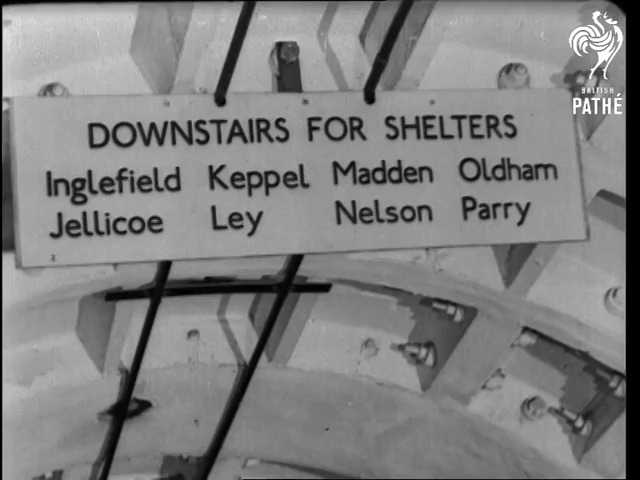 DOWNSTAIRS FOR SHELTERS
Inglefield Keppel Madden Oldham
Jellicoe Ley Nelson Parry
BRITISH
PATHÉ